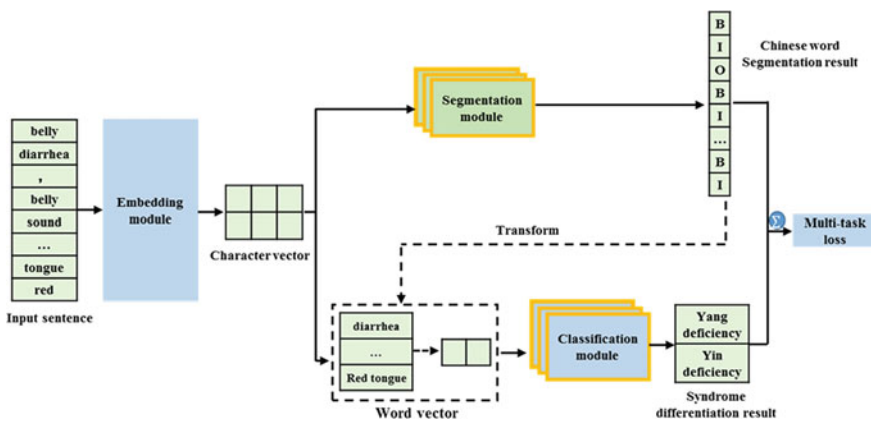 belly
diarrhea
,
belly
sound
...
tongue
red
Input sentence
Embedding
module
Character vector
Segmentation
module
B
I
O
B
I
...
B
I
Chinese word
Segmentation result
Transform
diarrhea
...
Red tongue
Word vector
Classification
module
Yang
deficiency
Yin
deficiency
Syndrome
differentiation result
Σ
Multi-task
loss